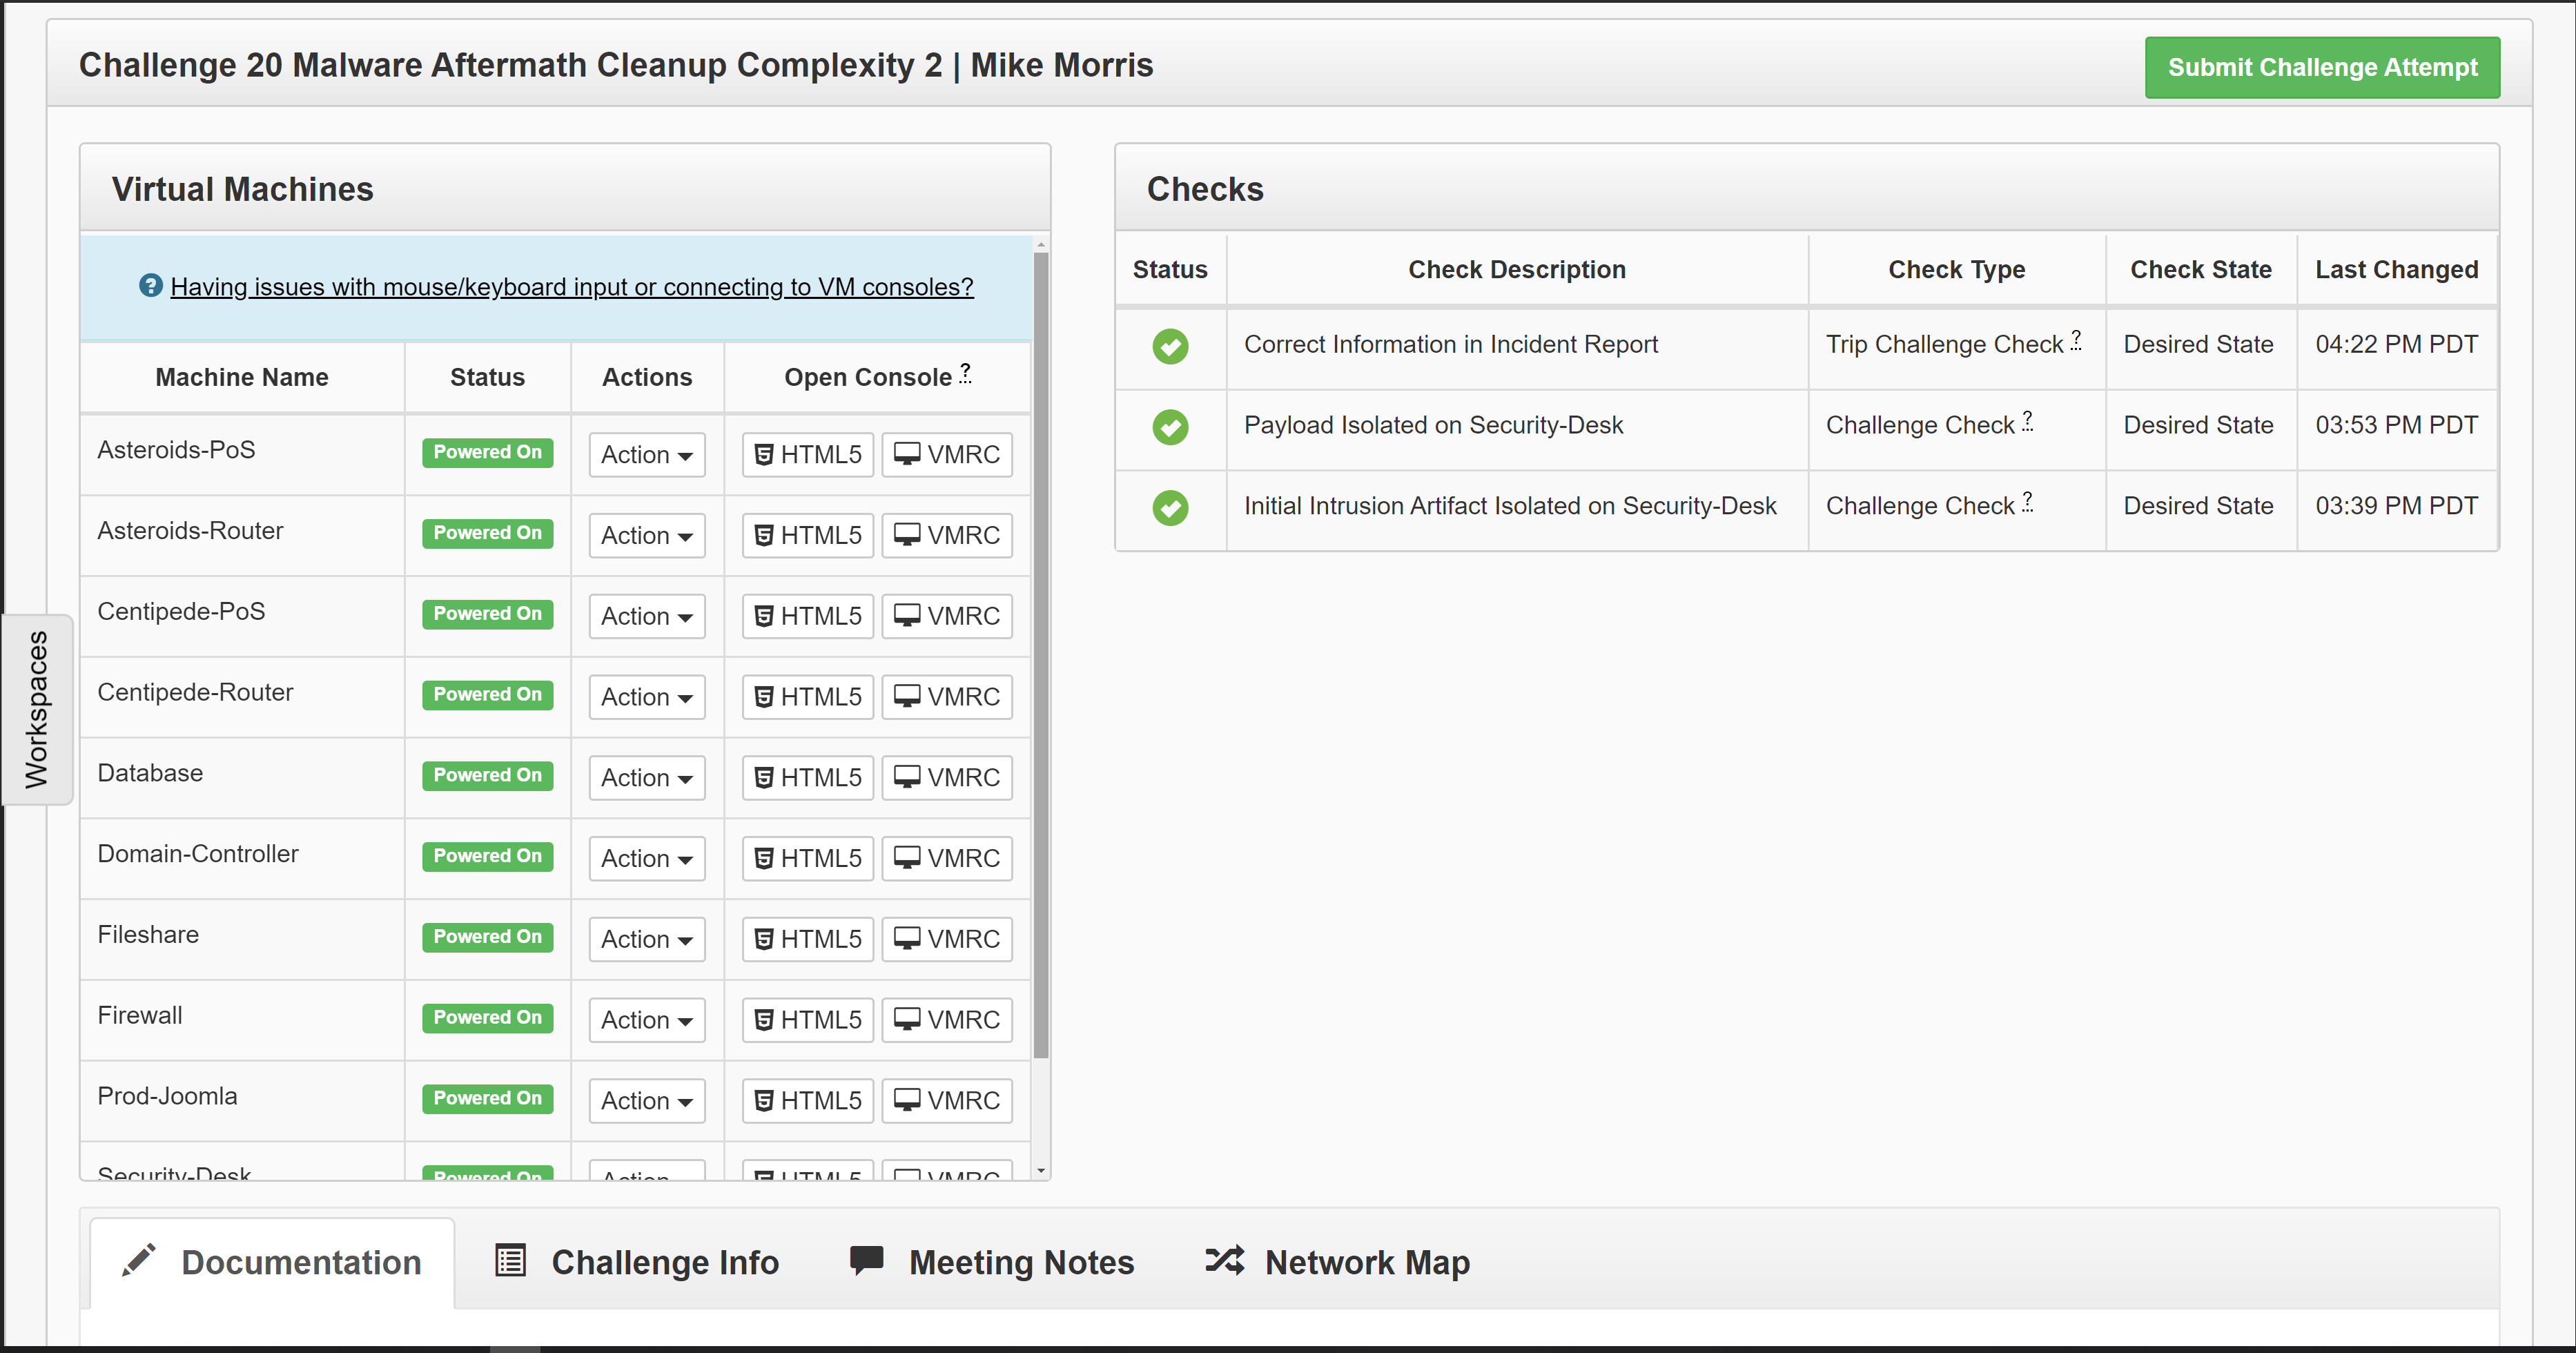 Challenge 20 Malware Aftermath Cleanup Complexity 2 | Mike Morris
Submit Challenge Attempt
Virtual Machines
? Having issues with mouse/keyboard input or connecting to VM consoles?
Machine Name Status Actions Open Console ?
Asteroids-PoS Powered On Action HTML5 VMRC
Asteroids-Router Powered On Action HTML5 VMRC
Centipede-PoS Powered On Action HTML5 VMRC
Centipede-Router Powered On Action HTML5 VMRC
Database Powered On Action HTML5 VMRC
Domain-Controller Powered On Action HTML5 VMRC
Fileshare Powered On Action HTML5 VMRC
Firewall Powered On Action HTML5 VMRC
Prod-Joomla Powered On Action HTML5 VMRC
Security-Desk Powered On Action HTML5 VMRC
Checks
Status Check Description Check Type Check State Last Changed
Correct Information in Incident Report Trip Challenge Check ? Desired State 04:22 PM PDT
Payload Isolated on Security-Desk Challenge Check ? Desired State 03:53 PM PDT
Initial Intrusion Artifact Isolated on Security-Desk Challenge Check ? Desired State 03:39 PM PDT
Workspaces
Documentation Challenge Info Meeting Notes Network Map